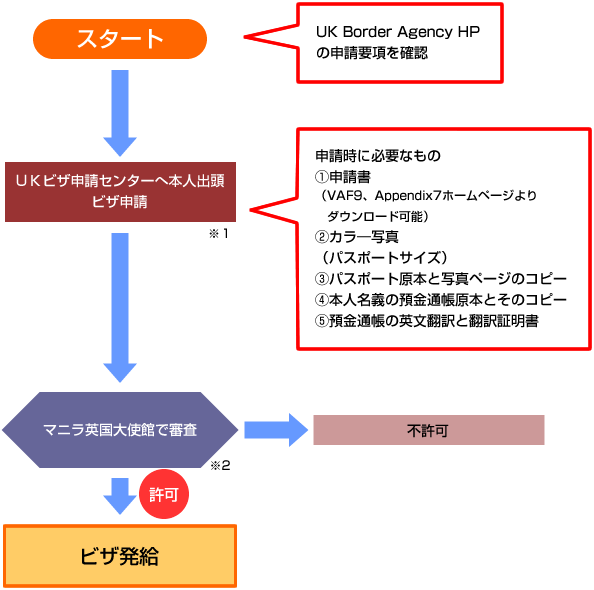 スタート
UK Border Agency HP
の申請要項を確認
UKビザ申請センターへ本人出頭
ビザ申請
※1
申請時に必要なもの
①申請書
（VAF9、Appendix7ホームページより
ダウンロード可能）
②カラ―写真
（パスポートサイズ）
③パスポート原本と写真ページのコピー
④本人名義の預金通帳原本とそのコピー
⑤預金通帳の英文翻訳と翻訳証明書
マニラ英国大使館で審査
※2
不許可
許可
ビザ発給